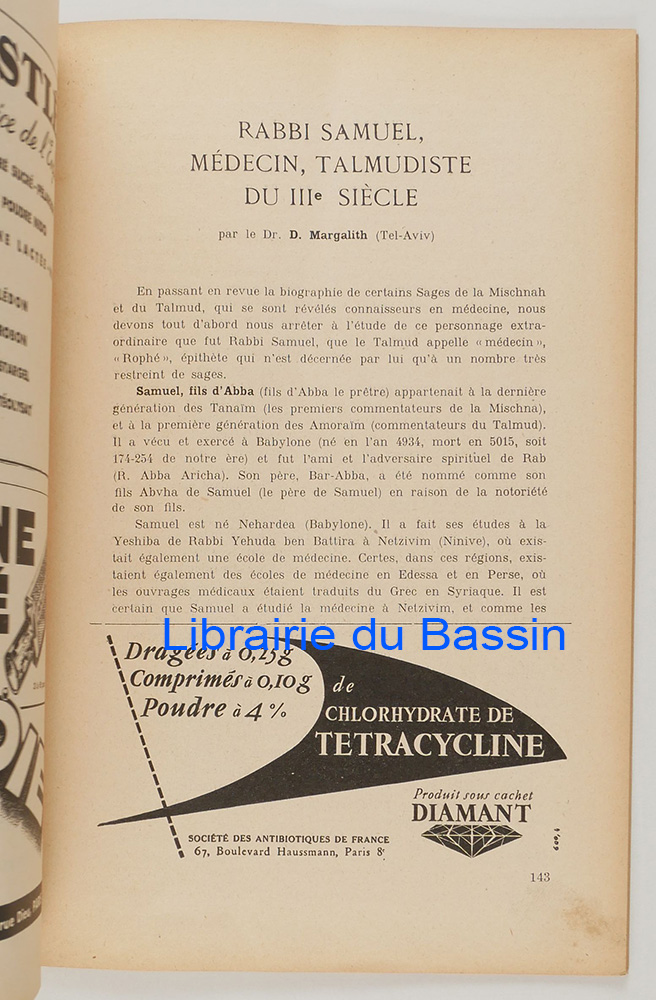 RABBI SAMUEL,
MÉDECIN, TALMUDISTE
DU IIIe SIÈCLE
par le Dr. D. Margalith (Tel-Aviv)
En passant en revue la biographie de certains Sages de la Mischnah
et du Talmud, qui se sont révélés connaisseurs en médecine, nous
devons tout d'abord nous arrêter à l'étude de ce personnage extra-
ordinaire que fut Rabbi Samuel, que le Talmud appelle « médecin »,
« Rophé », épithète qui n'est décernée par lui qu'à un nombre très
restreint de sages.
Samuel, fils d'Abba (fils d'Abba le prêtre) appartenait à la dernière
génération des Tanaïm (les premiers commentateurs de la Mischna),
et à la première génération des Amoraïm (commentateurs du Talmud).
Il a vécu et exercé à Babylone (né en l'an 4934, mort en 5015, soit
174-254 de notre ère) et fut l'ami et l'adversaire spirituel de Rab
(R. Abba Aricha). Son père, Bar-Abba, a été nommé comme son
fils Abvha de Samuel (le père de Samuel) en raison de la notoriété
de son fils.
Samuel est né Nehardea (Babylone). Il a fait ses études à la
Yeshiba de Rabbi Yehuda ben Battira à Netzivim (Ninive), où exis-
tait également une école de médecine. Certes, dans ces régions, exis-
taient également des écoles de médecine en Edessa et en Perse, où
les ouvrages médicaux étaient traduits du Grec en Syriaque. Il est
certain que Samuel a étudié la médecine à Netzivim, et comme les
Librairie du Bassin
Dragées à 0,25g
Comprimés à 0,10g
Poudre à 4 %
de
CHLORHYDRATE DE
TETRACYCLINE
Produit sous cachet
DIAMANT
SOCIÉTÉ DES ANTIBIOTIQUES DE FRANCE
67, Boulevard Haussmann, Paris 8e
143